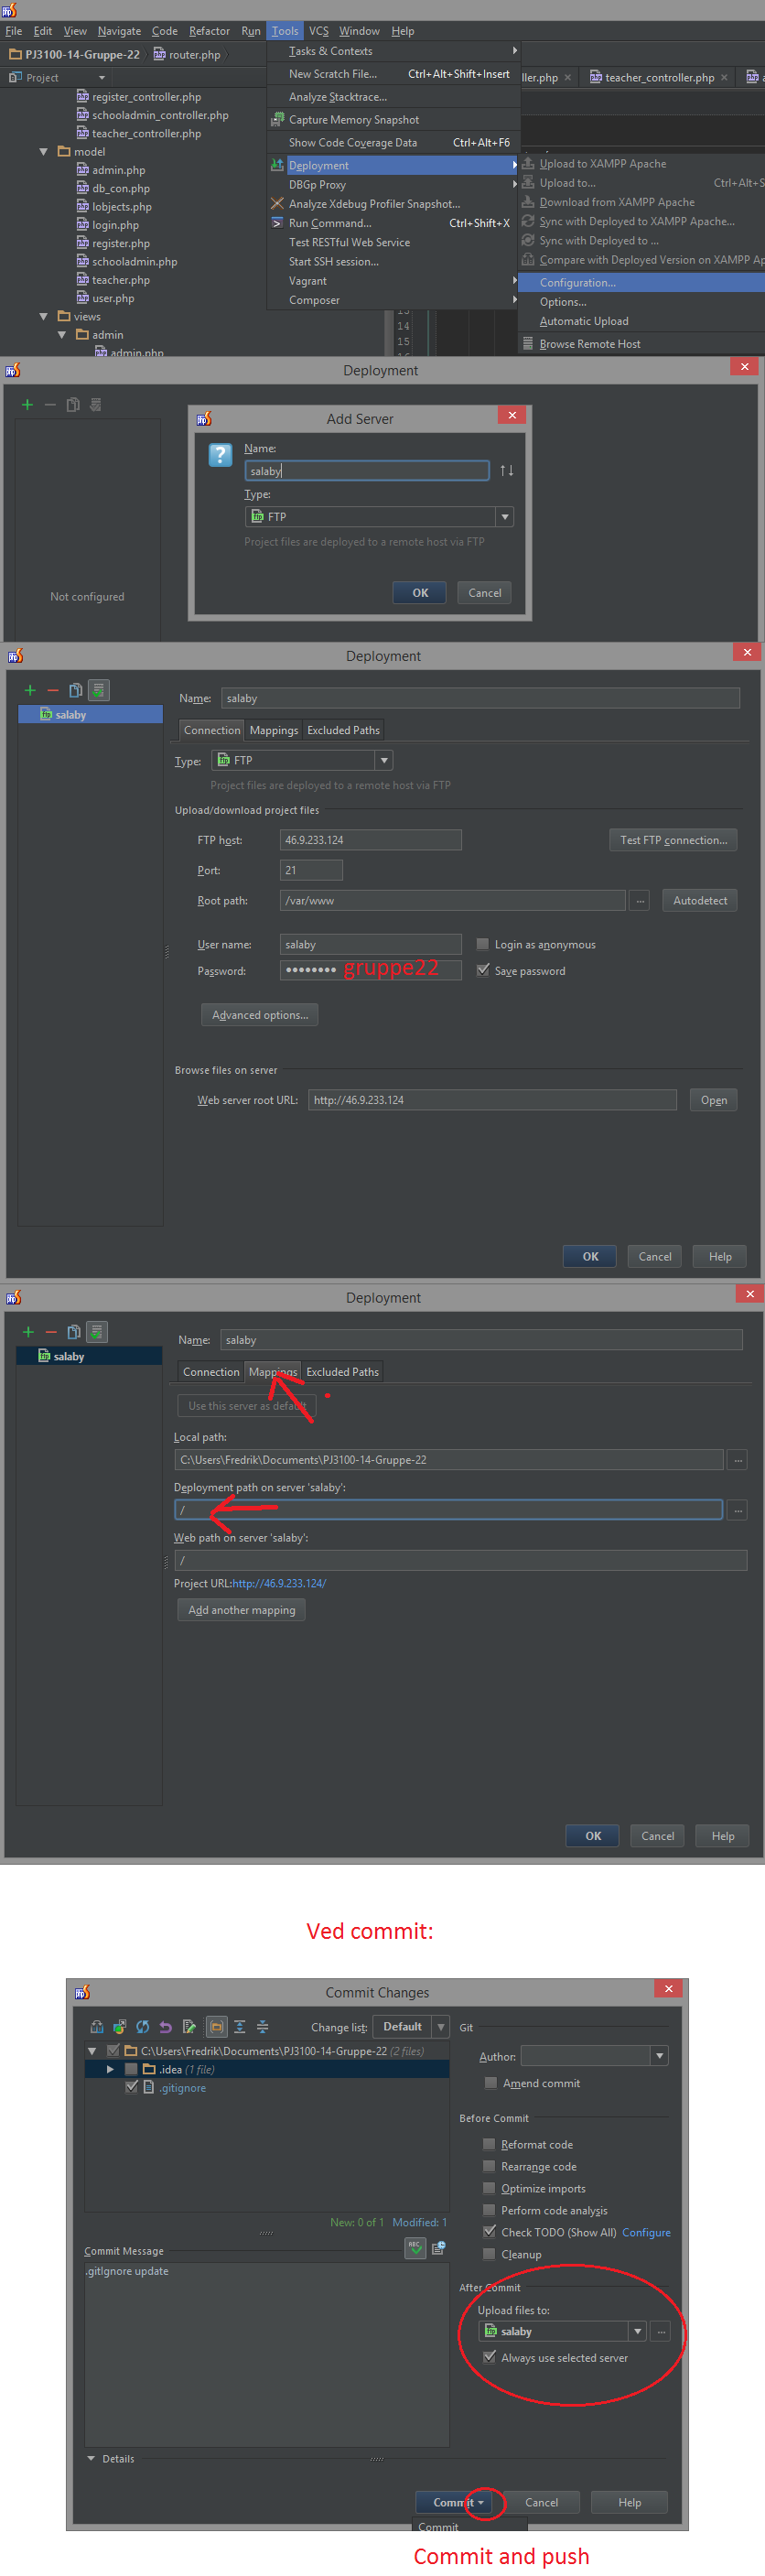 File Edit View Navigate Code Refactor Run Tools VCS Window Help
PJ3100-14-Gruppe-22 router.php
Project
register_controller.php
schooladmin_controller.php
teacher_controller.php
model
admin.php
db_con.php
lobjects.php
login.php
register.php
schooladmin.php
teacher.php
user.php
views
admin
admin.php
Tasks & Contexts
New Scratch File... Ctrl+Alt+Shift+Insert
Analyze Stacktrace...
Capture Memory Snapshot
Show Code Coverage Data Ctrl+Alt+F6
Deployment
DBGp Proxy
Analyze Xdebug Profiler Snapshot...
Run Command... Ctrl+Shift+X
Test RESTful Web Service
Start SSH session...
Vagrant
Composer
ller.php teacher_controller.php
Upload to XAMPP Apache
Upload to... Ctrl+Alt+S
Download from XAMPP Apache
Sync with Deployed to XAMPP Apache...
Sync with Deployed to ...
Compare with Deployed Version on XAMPP Ap
Configuration...
Options...
Automatic Upload
Browse Remote Host
13
14
15
Deployment
Not configured
Add Server
Name:
salaby
Type:
FTP
Project files are deployed to a remote host via FTP
OK Cancel
Deployment
salaby
Name: salaby
Connection Mappings Excluded Paths
Type: FTP
Project files are deployed to a remote host via FTP
Upload/download project files
FTP host: 46.9.233.124 Test FTP connection...
Port: 21
Root path: /var/www ... Autodetect
User name: salaby Login as anonymous
Password: •••••••• gruppe22 Save password
Advanced options...
Browse files on server
Web server root URL: http://46.9.233.124 Open
OK Cancel Help
Deployment
salaby
Name: salaby
Connection Mappings Excluded Paths
Use this server as default
Local path:
C:\Users\Fredrik\Documents\PJ3100-14-Gruppe-22 ...
Deployment path on server 'salaby':
/ ...
Web path on server 'salaby':
/
Project URL:http://46.9.233.124/
Add another mapping
OK Cancel Help
Ved commit:
Commit Changes
Change list: Default
C:\Users\Fredrik\Documents\PJ3100-14-Gruppe-22 (2 files)
.idea (1 file)
.gitignore
New: 0 of 1 Modified: 1
Commit Message
.gitIgnore update
Git
Author:
Amend commit
Before Commit
Reformat code
Rearrange code
Optimize imports
Perform code analysis
Check TODO (Show All) Configure
Cleanup
After Commit
Upload files to:
salaby ...
Always use selected server
Details
Commit Cancel Help
Commit
Commit and push